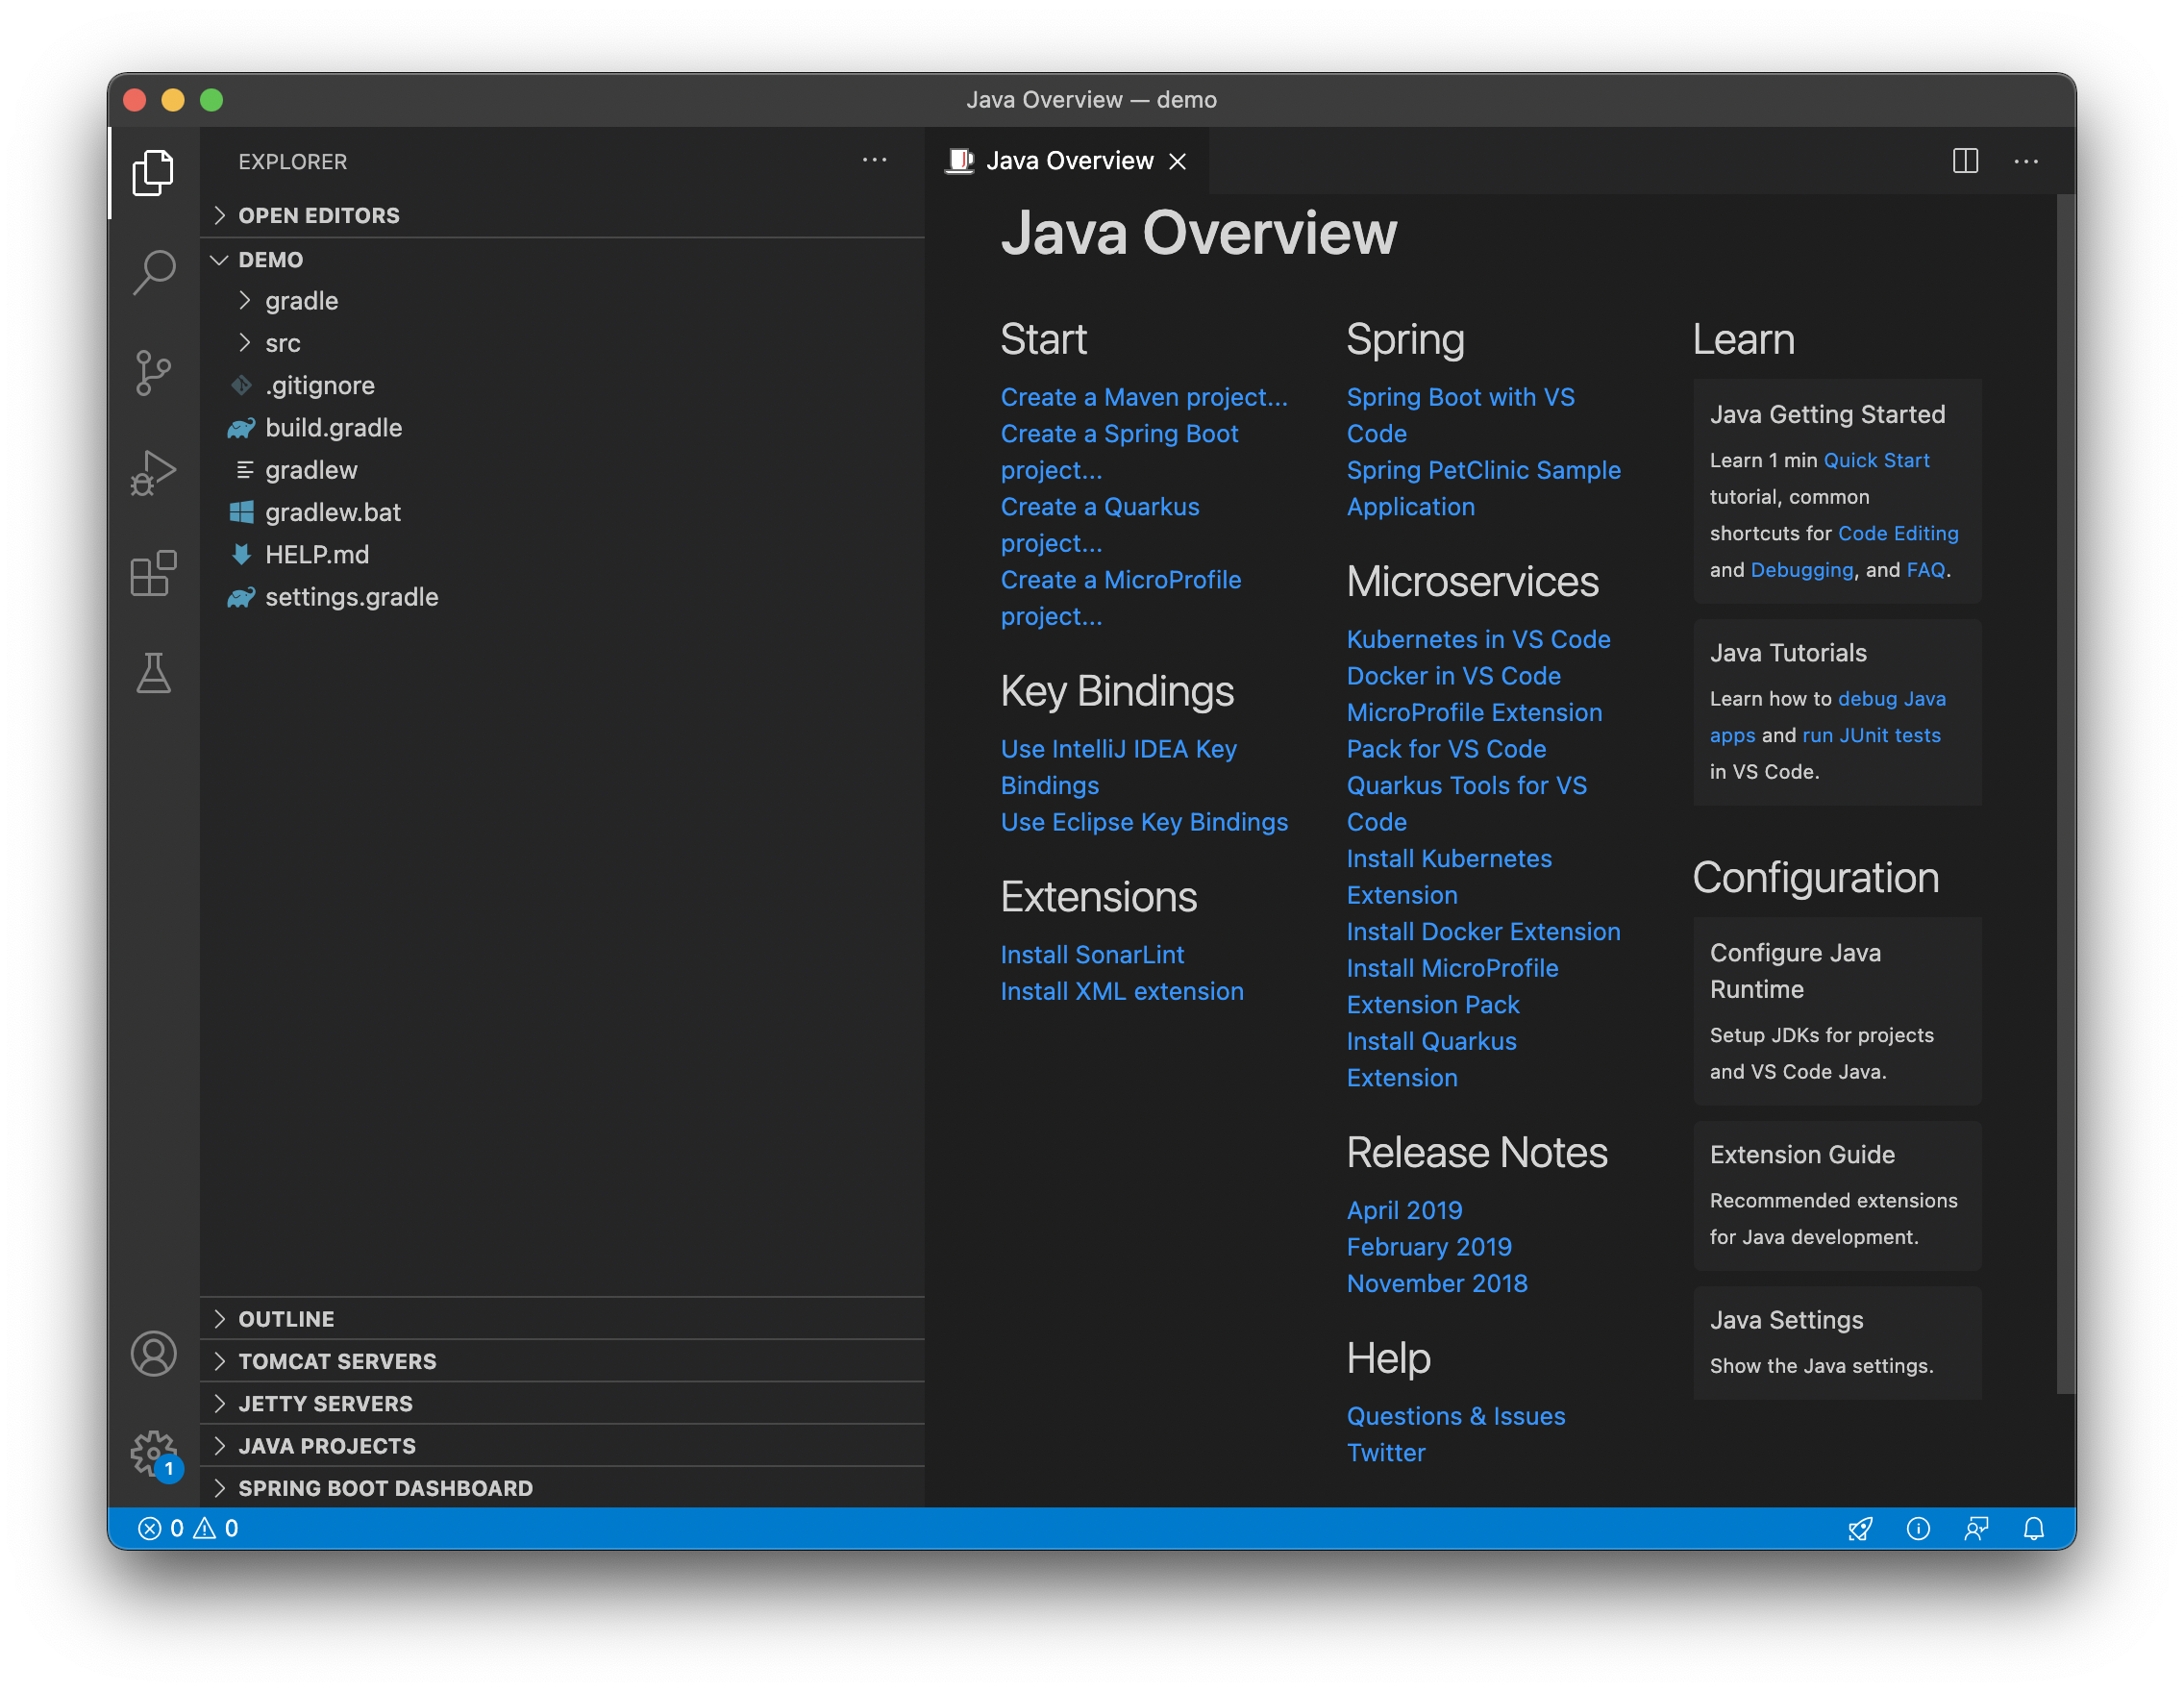 Java Overview — demo
EXPLORER
OPEN EDITORS
DEMO
gradle
src
.gitignore
build.gradle
gradlew
gradlew.bat
HELP.md
settings.gradle
OUTLINE
TOMCAT SERVERS
JETTY SERVERS
JAVA PROJECTS
SPRING BOOT DASHBOARD
1
0
0
Java Overview
Java Overview
Start
Create a Maven project...
Create a Spring Boot
project...
Create a Quarkus
project...
Create a MicroProfile
project...
Key Bindings
Use IntelliJ IDEA Key
Bindings
Use Eclipse Key Bindings
Extensions
Install SonarLint
Install XML extension
Spring
Spring Boot with VS
Code
Spring PetClinic Sample
Application
Microservices
Kubernetes in VS Code
Docker in VS Code
MicroProfile Extension
Pack for VS Code
Quarkus Tools for VS
Code
Install Kubernetes
Extension
Install Docker Extension
Install MicroProfile
Extension Pack
Install Quarkus
Extension
Release Notes
April 2019
February 2019
November 2018
Help
Questions & Issues
Twitter
Learn
Java Getting Started
Learn 1 min Quick Start
tutorial, common
shortcuts for Code Editing
and Debugging, and FAQ.
Java Tutorials
Learn how to debug Java
apps and run JUnit tests
in VS Code.
Configuration
Configure Java
Runtime
Setup JDKs for projects
and VS Code Java.
Extension Guide
Recommended extensions
for Java development.
Java Settings
Show the Java settings.